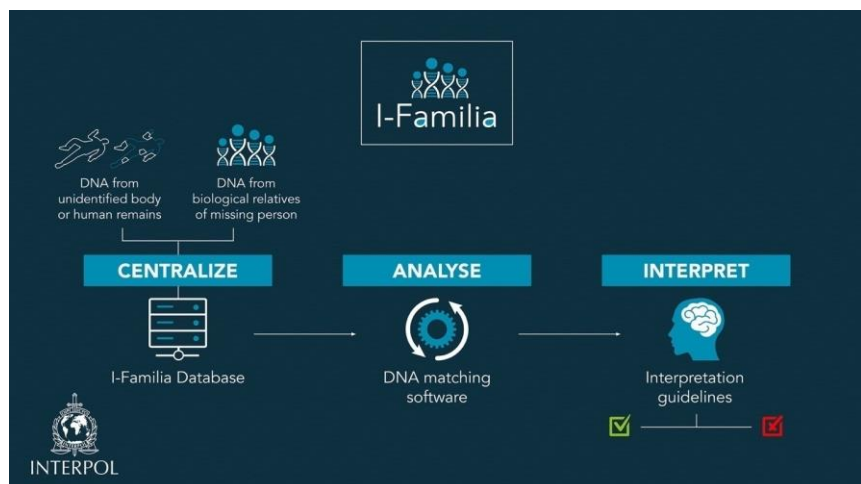 I-Familia
DNA from
unidentified body
or human remains
DNA from
biological relatives
of missing person
CENTRALIZE
ANALYSE
INTERPRET
I-Familia Database
DNA matching
software
Interpretation
guidelines
INTERPOL